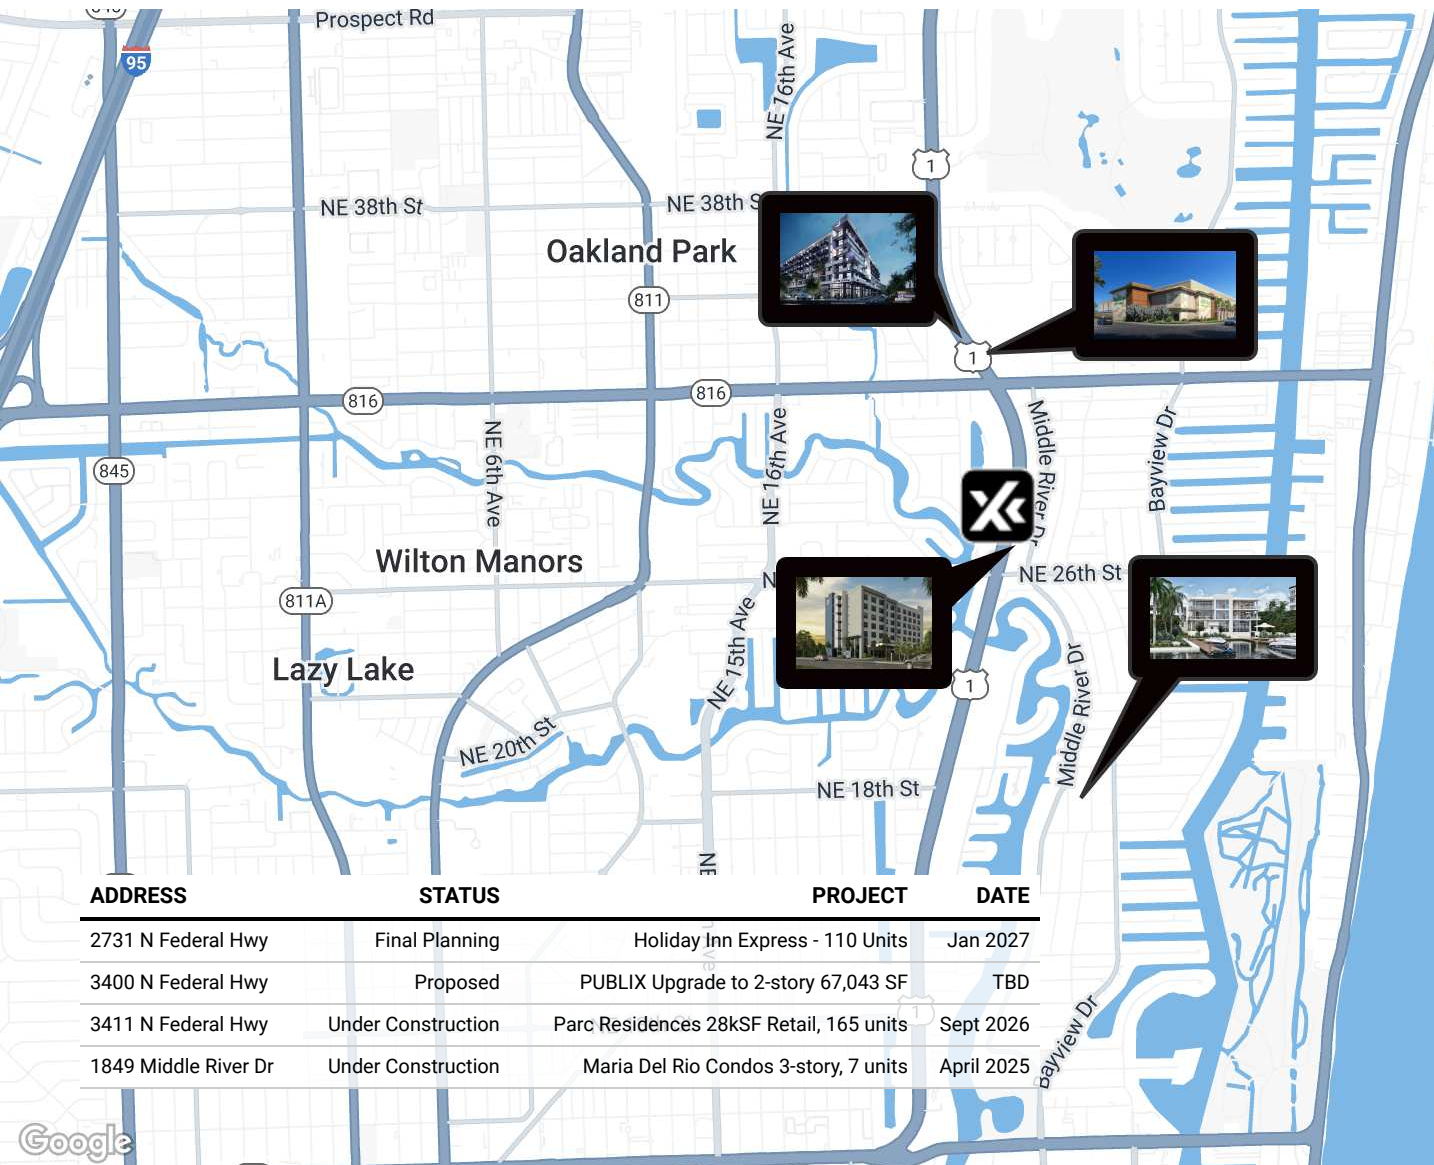 Prospect Rd
95
NE 16th Ave
1
NE 38th St
NE 38th S
Oakland Park
811
1
816
816
NE 6th Ave
NE 16th Ave
Middle River Dr
Bayview Dr
845
Wilton Manors
NE 26th St
N
811A
NE 15th Ave
Lazy Lake
1
Middle River Dr
NE 20th St
NE 18th St
NE
ADDRESS STATUS PROJECT DATE
2731 N Federal Hwy Final Planning Holiday Inn Express - 110 Units Jan 2027
3400 N Federal Hwy Proposed PUBLIX Upgrade to 2-story 67,043 SF TBD
3411 N Federal Hwy Under Construction Parc Residences 28kSF Retail, 165 units Sept 2026
1849 Middle River Dr Under Construction Maria Del Rio Condos 3-story, 7 units April 2025
1
Bayview Dr
Google